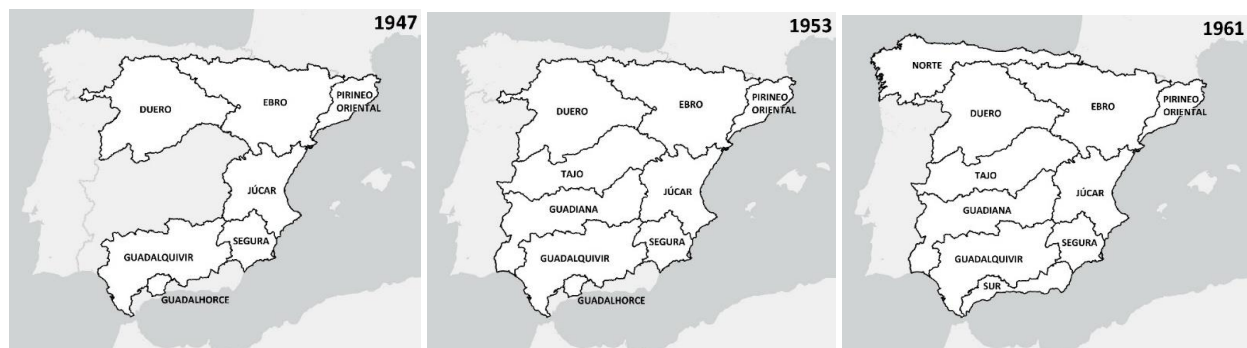 1947
DUERO
EBRO
PIRINEO
ORIENTAL
JÚCAR
SEGURA
GUADALQUIVIR
GUADALHORCE
1953
DUERO
EBRO
PIRINEO
ORIENTAL
TAJO
JÚCAR
GUADIANA
SEGURA
GUADALQUIVIR
GUADALHORCE
1961
NORTE
DUERO
EBRO
PIRINEO
ORIENTAL
TAJO
JÚCAR
GUADIANA
SEGURA
GUADALQUIVIR
SUR